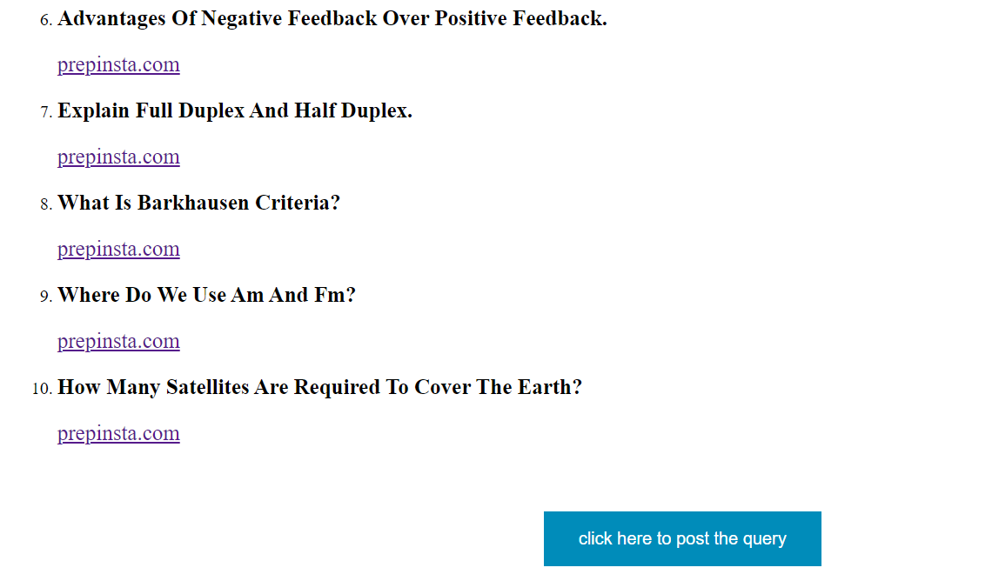 6. Advantages Of Negative Feedback Over Positive Feedback.
prepinsta.com
7. Explain Full Duplex And Half Duplex.
prepinsta.com
8. What Is Barkhausen Criteria?
prepinsta.com
9. Where Do We Use Am And Fm?
prepinsta.com
10. How Many Satellites Are Required To Cover The Earth?
prepinsta.com
click here to post the query